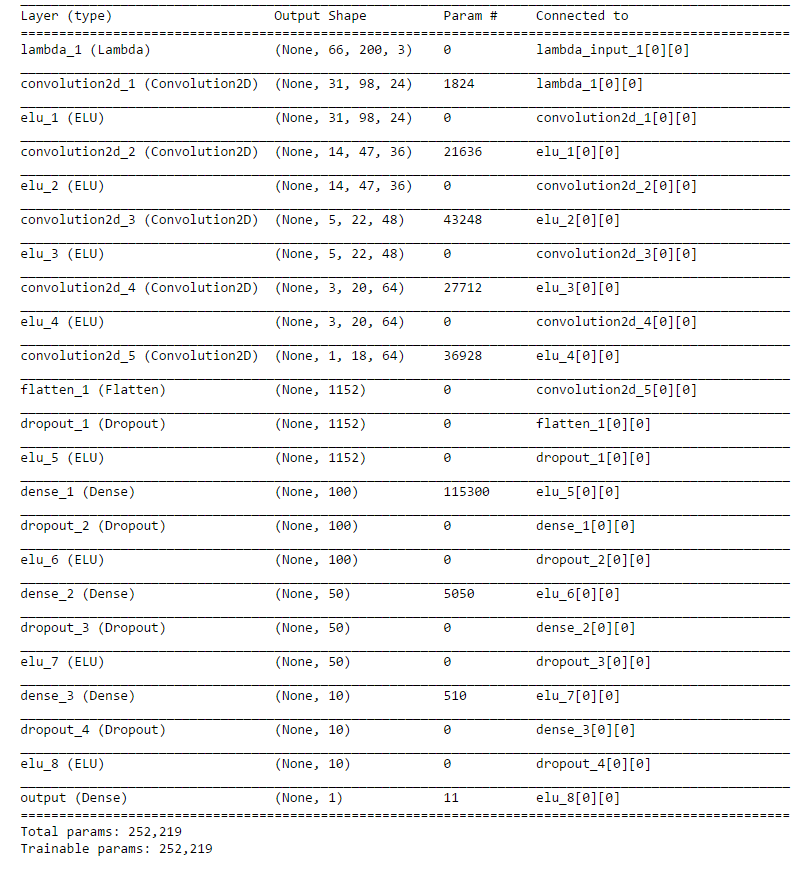 Layer (type) Output Shape Param # Connected to
lambda_1 (Lambda) (None, 66, 200, 3) 0 lambda_input_1[0][0]
convolution2d_1 (Convolution2D) (None, 31, 98, 24) 1824 lambda_1[0][0]
elu_1 (ELU) (None, 31, 98, 24) 0 convolution2d_1[0][0]
convolution2d_2 (Convolution2D) (None, 14, 47, 36) 21636 elu_1[0][0]
elu_2 (ELU) (None, 14, 47, 36) 0 convolution2d_2[0][0]
convolution2d_3 (Convolution2D) (None, 5, 22, 48) 43248 elu_2[0][0]
elu_3 (ELU) (None, 5, 22, 48) 0 convolution2d_3[0][0]
convolution2d_4 (Convolution2D) (None, 3, 20, 64) 27712 elu_3[0][0]
elu_4 (ELU) (None, 3, 20, 64) 0 convolution2d_4[0][0]
convolution2d_5 (Convolution2D) (None, 1, 18, 64) 36928 elu_4[0][0]
flatten_1 (Flatten) (None, 1152) 0 convolution2d_5[0][0]
dropout_1 (Dropout) (None, 1152) 0 flatten_1[0][0]
elu_5 (ELU) (None, 1152) 0 dropout_1[0][0]
dense_1 (Dense) (None, 100) 115300 elu_5[0][0]
dropout_2 (Dropout) (None, 100) 0 dense_1[0][0]
elu_6 (ELU) (None, 100) 0 dropout_2[0][0]
dense_2 (Dense) (None, 50) 5050 elu_6[0][0]
dropout_3 (Dropout) (None, 50) 0 dense_2[0][0]
elu_7 (ELU) (None, 50) 0 dropout_3[0][0]
dense_3 (Dense) (None, 10) 510 elu_7[0][0]
dropout_4 (Dropout) (None, 10) 0 dense_3[0][0]
elu_8 (ELU) (None, 10) 0 dropout_4[0][0]
output (Dense) (None, 1) 11 elu_8[0][0]
Total params: 252,219
Trainable params: 252,219